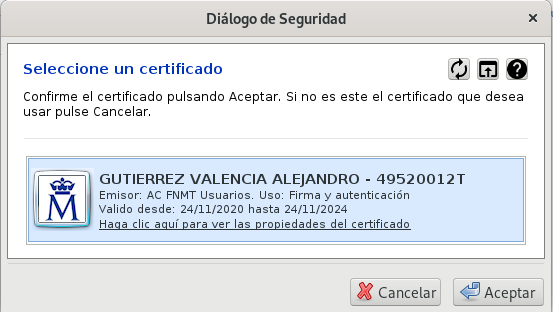 Diálogo de Seguridad
Seleccione un certificado
Confirme el certificado pulsando Aceptar. Si no es este el certificado que desea
usar pulse Cancelar.
GUTIERREZ VALENCIA ALEJANDRO - 49520012T
Emisor: AC FNMT Usuarios. Uso: Firma y autenticación
Valido desde: 24/11/2020 hasta 24/11/2024
Haga clic aquí para ver las propiedades del certificado
Cancelar
Aceptar